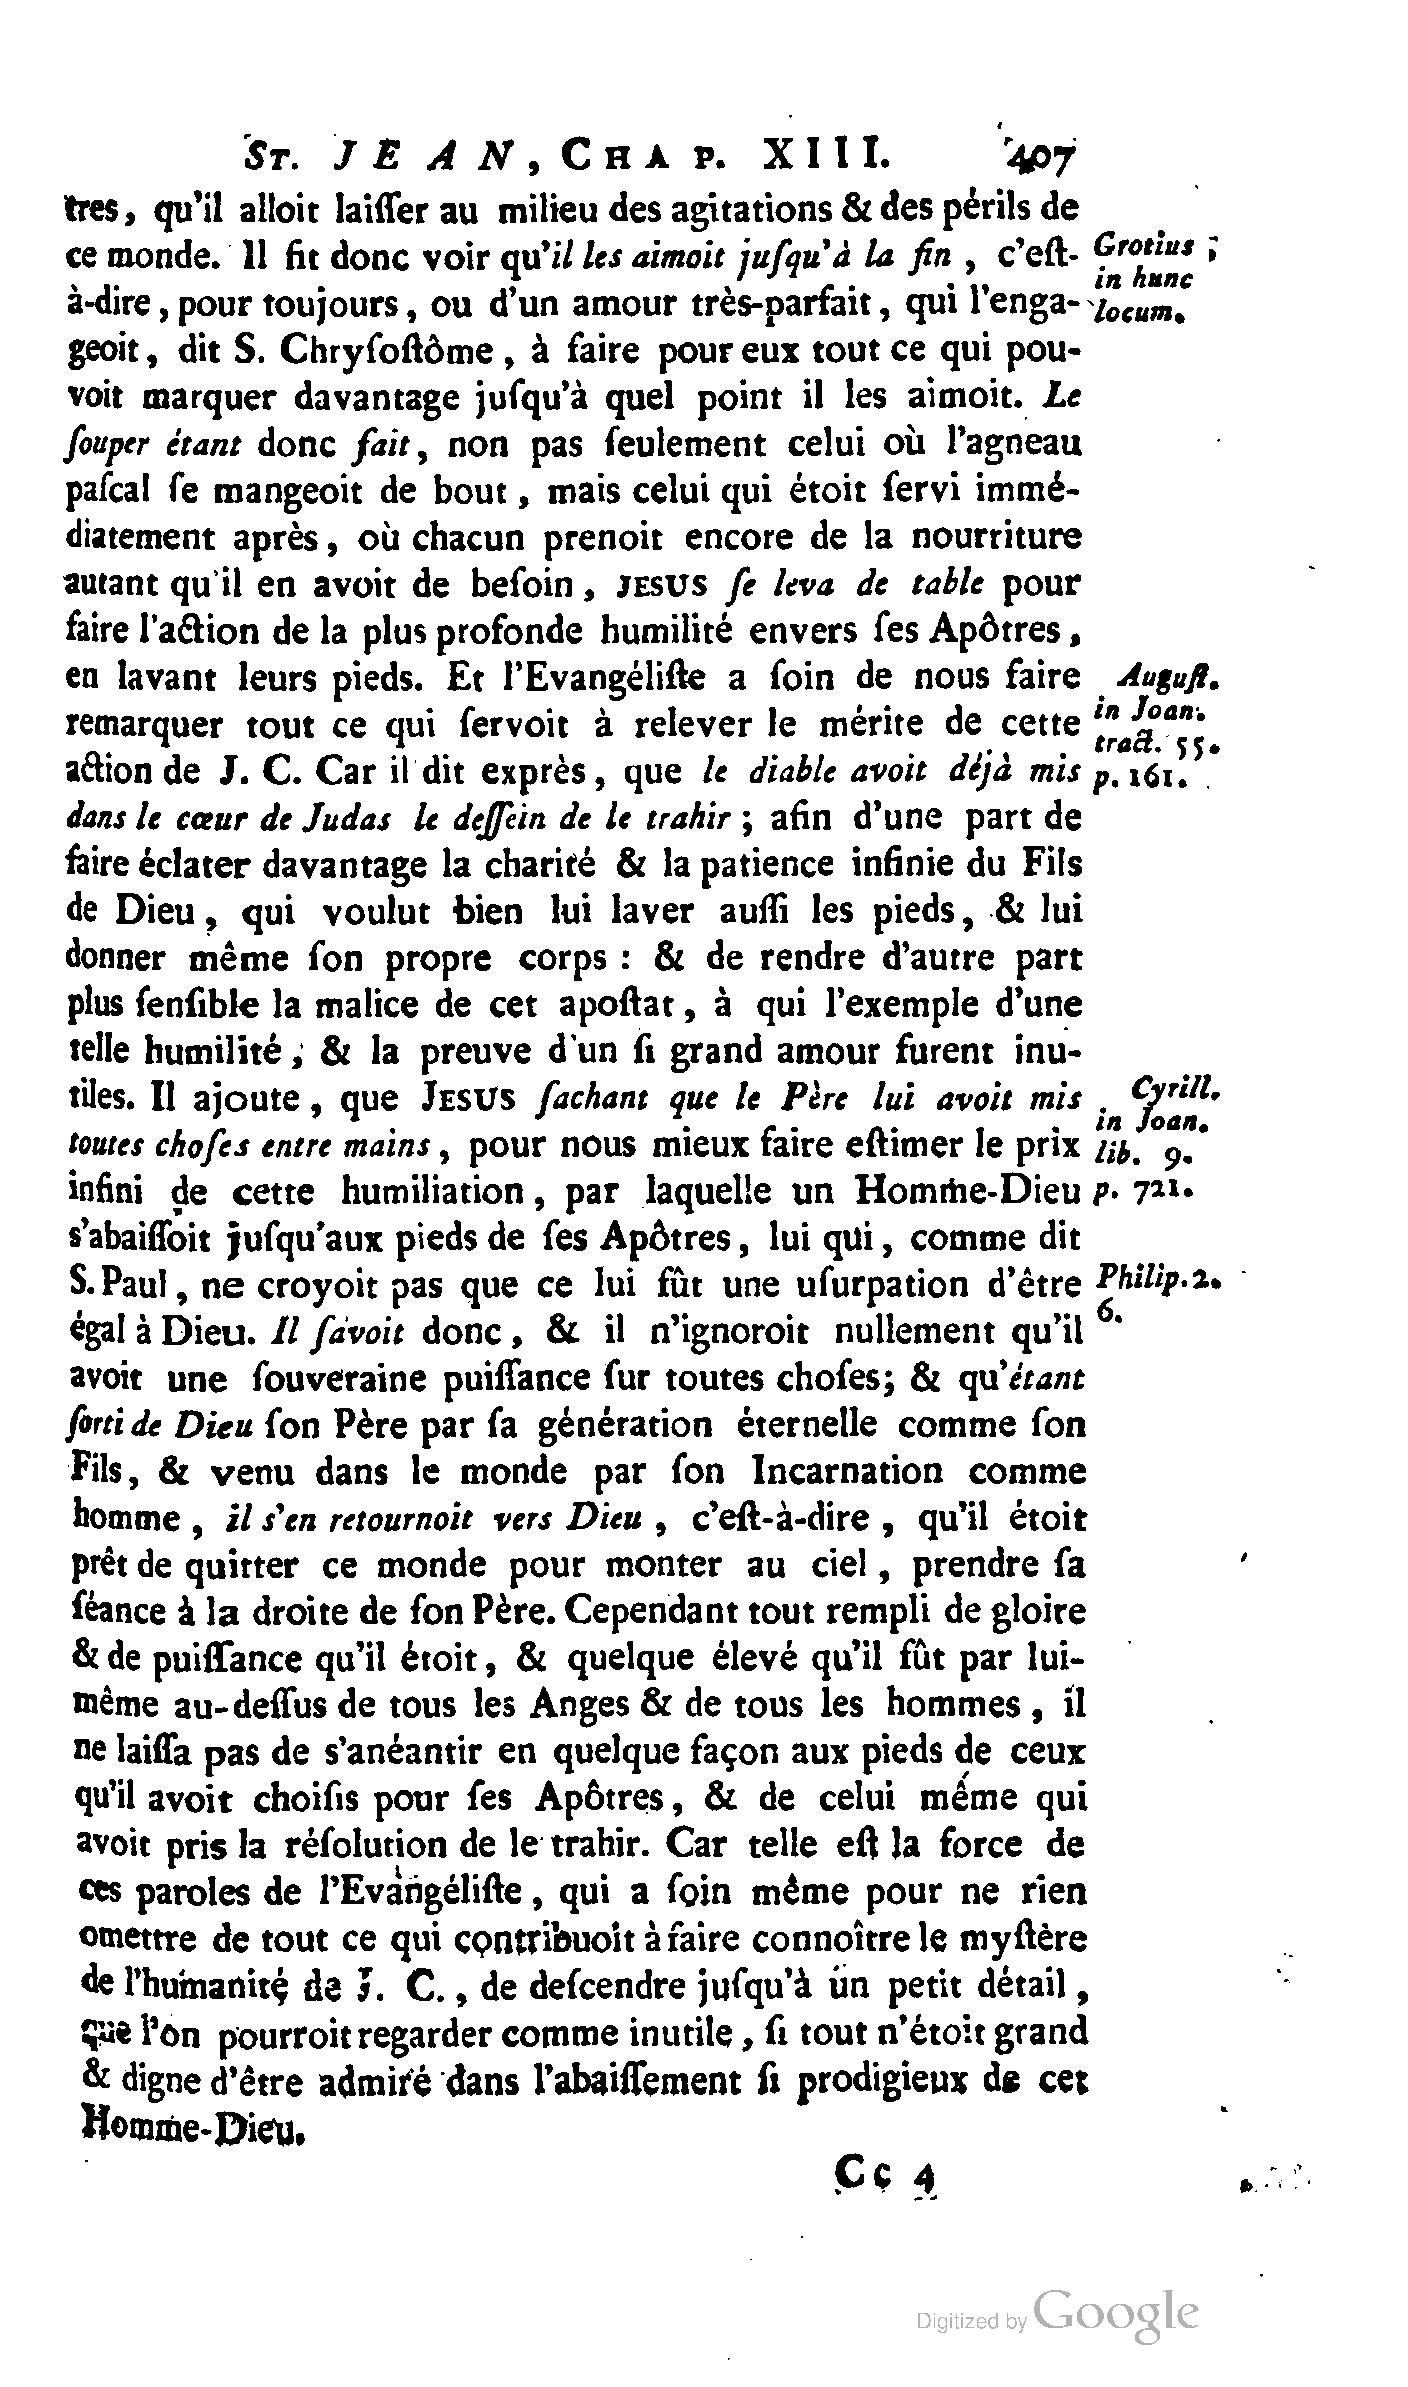 ST. JEAN, CHAP. XIII. 407
tres, qu'il alloit laiſſer au milieu des agitations & des périls de
ce monde. Il fit donc voir qu'il les aimoit juſqu'à la fin, c'eſt-
à-dire, pour toujours, ou d'un amour très-parfait, qui l'enga-
geoit, dit S. Chryſoſtôme, à faire pour eux tout ce qui pou-
voit marquer davantage juſqu'à quel point il les aimoit. Le
ſouper étant donc fait, non pas ſeulement celui où l'agneau
paſcal ſe mangeoit de bout, mais celui qui étoit ſervi immé-
diatement après, où chacun prenoit encore de la nourriture
autant qu'il en avoit de beſoin, JESUS ſe leva de table pour
faire l'action de la plus profonde humilité envers ſes Apôtres,
en lavant leurs pieds. Et l'Evangéliſte a ſoin de nous faire
remarquer tout ce qui ſervoit à relever le mérite de cette
action de J. C. Car il dit exprès, que le diable avoit déjà mis
dans le cœur de Judas le deſſein de le trahir; afin d'une part de
faire éclater davantage la charité & la patience infinie du Fils
de Dieu, qui voulut bien lui laver auſſi les pieds, & lui
donner même ſon propre corps : & de rendre d'autre part
plus ſenſible la malice de cet apoſtat, à qui l'exemple d'une
telle humilité, & la preuve d'un ſi grand amour furent inu-
tiles. Il ajoute, que JESUS ſachant que le Père lui avoit mis
toutes choſes entre mains, pour nous mieux faire eſtimer le prix
infini de cette humiliation, par laquelle un Homme-Dieu
s'abaiſſoit juſqu'aux pieds de ſes Apôtres, lui qui, comme dit
S. Paul, ne croyoit pas que ce lui fût une uſurpation d'être
égal à Dieu. Il ſavoit donc, & il n'ignoroit nullement qu'il
avoit une ſouveraine puiſſance ſur toutes choſes; & qu'étant
ſorti de Dieu ſon Père par ſa génération éternelle comme ſon
Fils, & venu dans le monde par ſon Incarnation comme
homme, il s'en retournoit vers Dieu, c'eſt-à-dire, qu'il étoit
prêt de quitter ce monde pour monter au ciel, prendre ſa
ſéance à la droite de ſon Père. Cependant tout rempli de gloire
& de puiſſance qu'il étoit, & quelque élevé qu'il fût par lui-
même au-deſſus de tous les Anges & de tous les hommes, il
ne laiſſa pas de s'anéantir en quelque façon aux pieds de ceux
qu'il avoit choiſis pour ſes Apôtres, & de celui même qui
avoit pris la réſolution de le trahir. Car telle eſt la force de
ces paroles de l'Evangéliſte, qui a ſoin même pour ne rien
omettre de tout ce qui contribuoit à faire connoître le myſtère
de l'humanité de J. C., de deſcendre juſqu'à un petit détail,
que l'on pourroit regarder comme inutile, ſi tout n'étoit grand
& digne d'être admiré dans l'abaiſſement ſi prodigieux de cet
Homme-Dieu.
Grotius
in hunc
locum.
Auguſt.
in Joan.
tract. 55.
p. 161.
Cyrill.
in Joan.
lib. 9.
p. 721.
Philip. 2.
6.
Cc 4
Digitized by Google